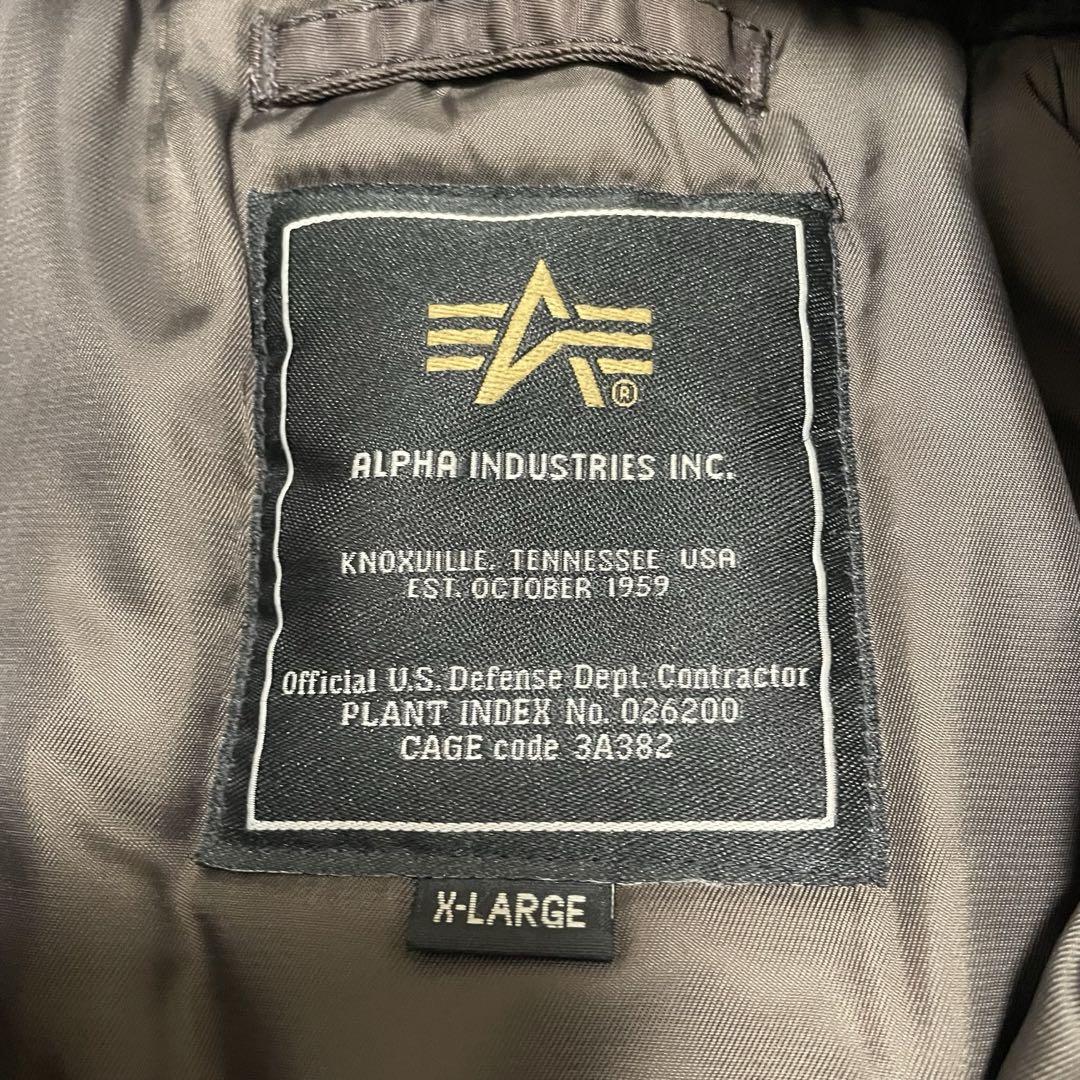 ®
ALPHA INDUSTRIES INC.
KNOXVILLE, TENNESSEE USA
EST. OCTOBER 1959
Official U.S. Defense Dept. Contractor
PLANT INDEX No. 026200
CAGE code 3A382
X-LARGE